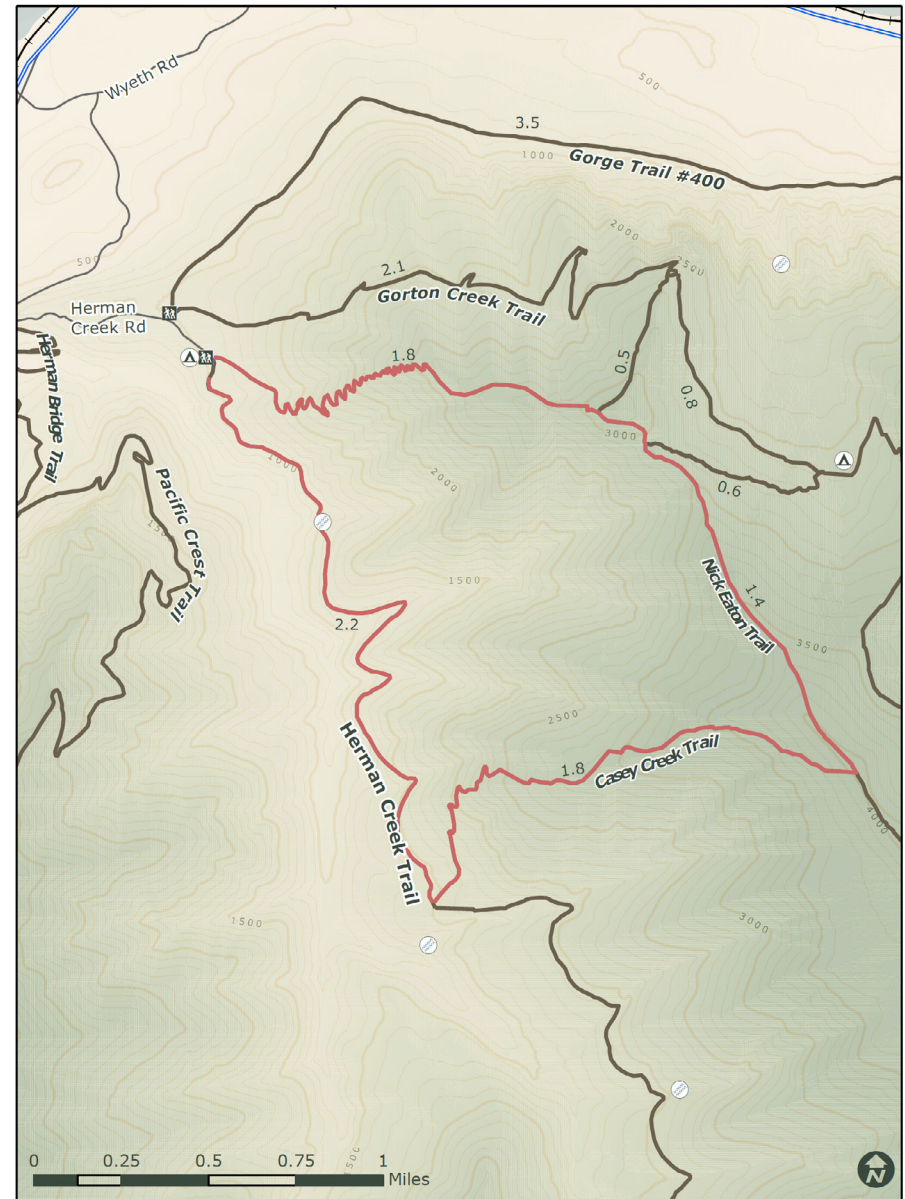 Wyeth Rd
500
3.5
1000
Gorge Trail #400
2000
2500
500
2.1
Gorton Creek Trail
Herman
Creek Rd
Herman Bridge Trail
1.8
0.5
0.8
3000
1000
2000
0.6
Pacific Crest
Trail
1500
1500
Nick Eaton Trail
1.4
2.2
3500
2500
Herman Creek Trail
1.8
Casey Creek Trail
4000
1500
3000
1500
0
0.25
0.5
0.75
1
Miles
N